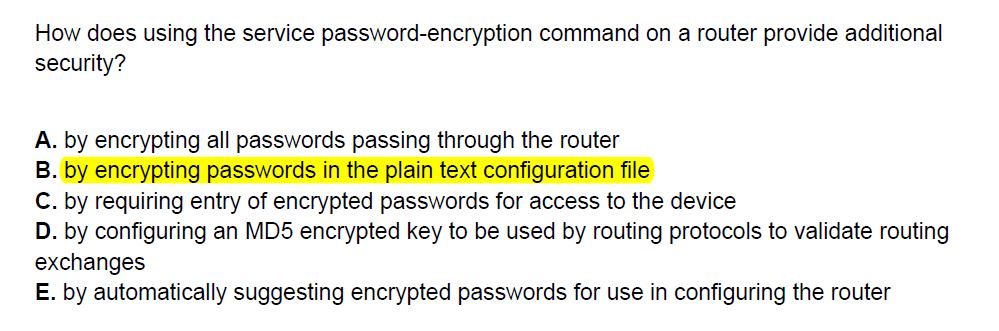 How does using the service password-encryption command on a router provide additional
security?
A. by encrypting all passwords passing through the router
B. by encrypting passwords in the plain text configuration file
C. by requiring entry of encrypted passwords for access to the device
D. by configuring an MD5 encrypted key to be used by routing protocols to validate routing
exchanges
E. by automatically suggesting encrypted passwords for use in configuring the router